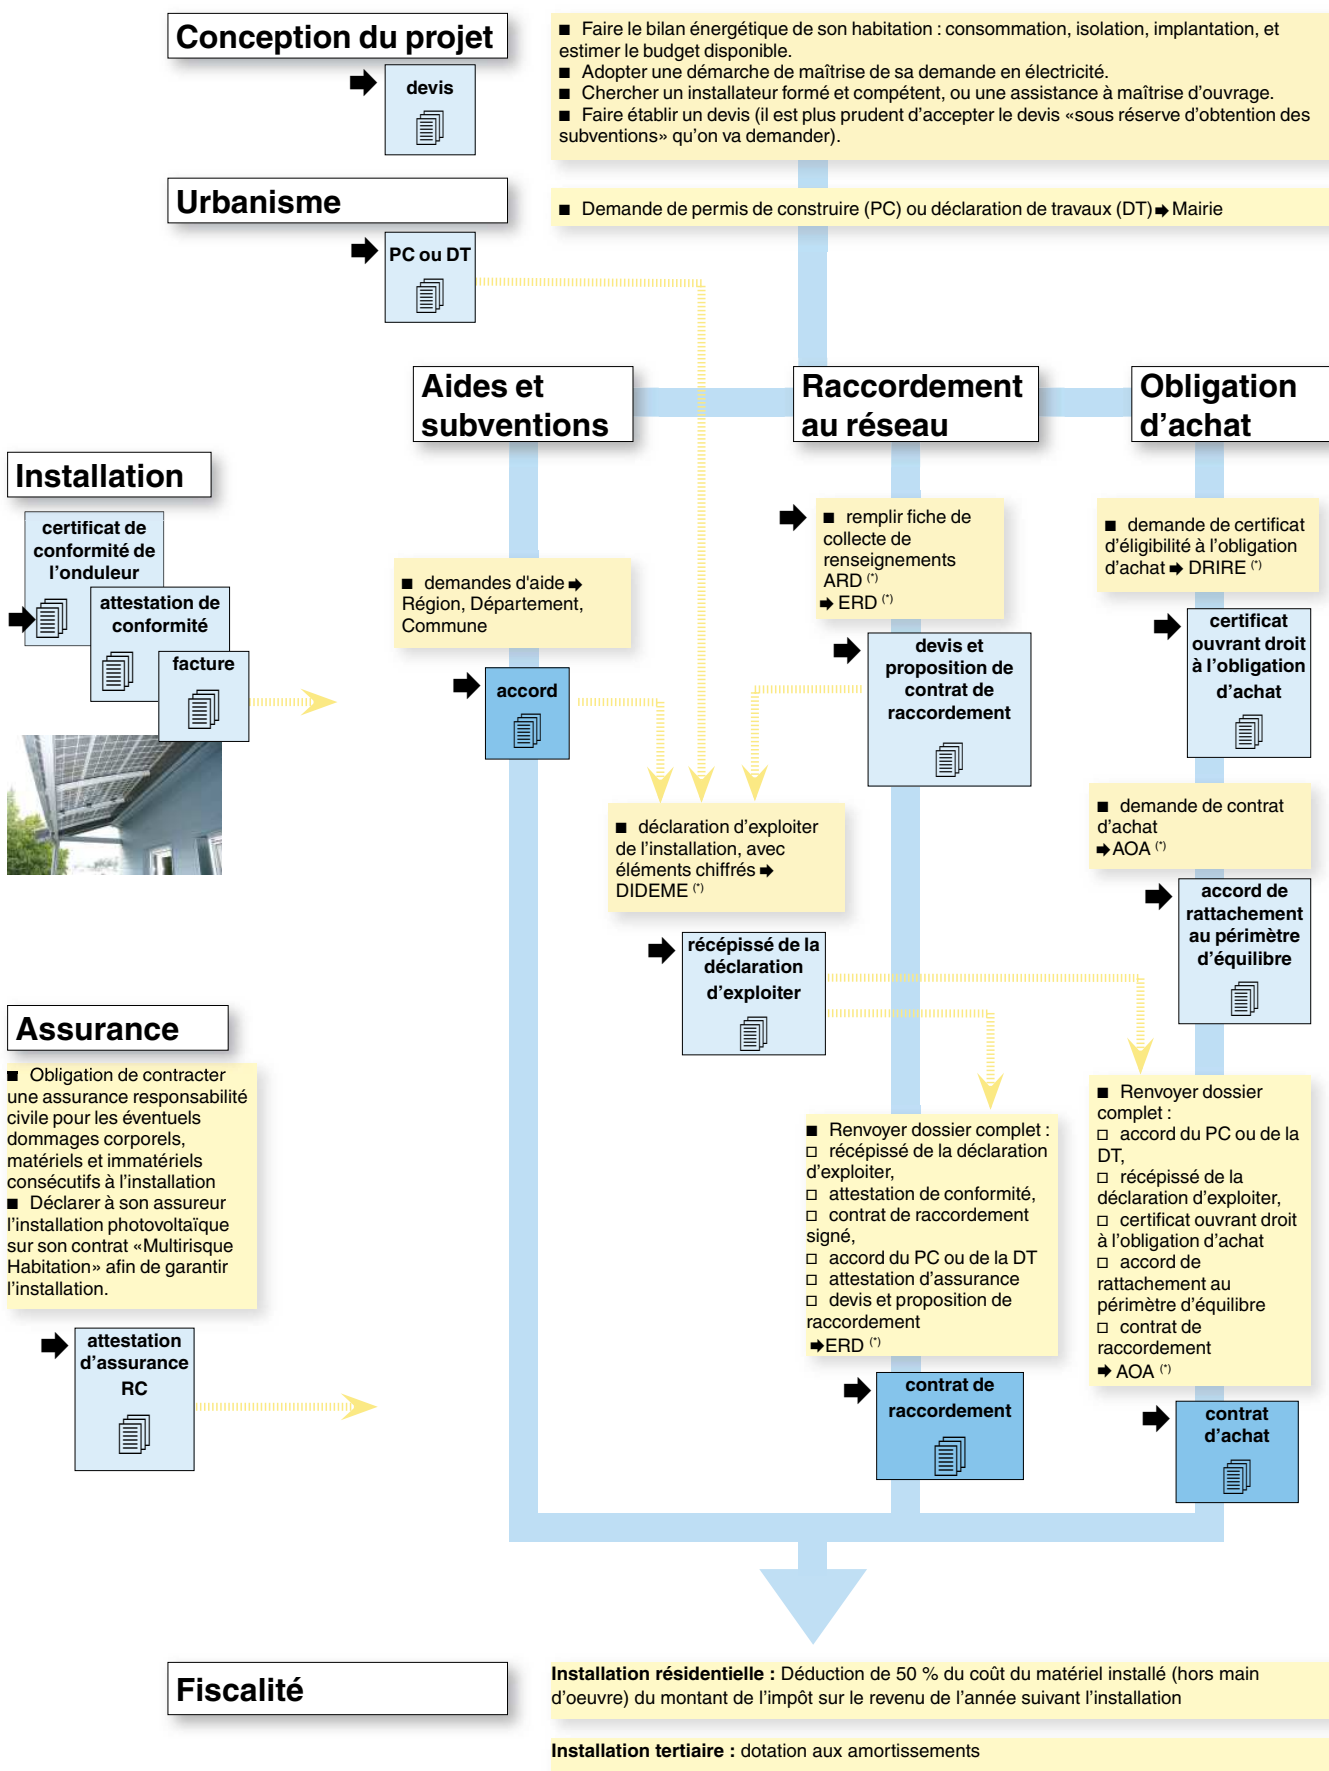 Conception du projet
devis
■ Faire le bilan énergétique de son habitation : consommation, isolation, implantation, et
estimer le budget disponible.
■ Adopter une démarche de maîtrise de sa demande en électricité.
■ Chercher un installateur formé et compétent, ou une assistance à maîtrise d’ouvrage.
■ Faire établir un devis (il est plus prudent d’accepter le devis «sous réserve d’obtention des
subventions» qu’on va demander).
Urbanisme
■ Demande de permis de construire (PC) ou déclaration de travaux (DT) ➡ Mairie
PC ou DT
Aides et
subventions
■ demandes d'aide ➡
Région, Département,
Commune
accord
Raccordement
au réseau
■ remplir fiche de
collecte de
renseignements
ARD (*)
➡ ERD (*)
devis et
proposition de
contrat de
raccordement
Obligation
d’achat
■ demande de certificat
d’éligibilité à l’obligation
d’achat ➡ DRIRE (*)
certificat
ouvrant droit
à l’obligation
d’achat
■ demande de contrat
d’achat
➡ AOA (*)
accord de
rattachement
au périmètre
d’équilibre
Installation
certificat de
conformité de
l’onduleur
attestation de
conformité
facture
■ déclaration d’exploiter
de l’installation, avec
éléments chiffrés ➡
DIDEME (*)
récépissé de la
déclaration
d’exploiter
Assurance
■ Obligation de contracter
une assurance responsabilité
civile pour les éventuels
dommages corporels,
matériels et immatériels
consécutifs à l’installation
■ Déclarer à son assureur
l’installation photovoltaïque
sur son contrat «Multirisque
Habitation» afin de garantir
l’installation.
attestation
d’assurance
RC
■ Renvoyer dossier complet :
□ récépissé de la déclaration
d’exploiter,
□ attestation de conformité,
□ contrat de raccordement
signé,
□ accord du PC ou de la DT
□ attestation d’assurance
□ devis et proposition de
raccordement
➡ ERD (*)
contrat de
raccordement
■ Renvoyer dossier
complet :
□ accord du PC ou de la
DT,
□ récépissé de la
déclaration d’exploiter,
□ certificat ouvrant droit
à l’obligation d’achat
□ accord de
rattachement au
périmètre d’équilibre
□ contrat de
raccordement
➡ AOA (*)
contrat
d’achat
Fiscalité
Installation résidentielle : Déduction de 50 % du coût du matériel installé (hors main
d’oeuvre) du montant de l’impôt sur le revenu de l’année suivant l’installation
Installation tertiaire : dotation aux amortissements